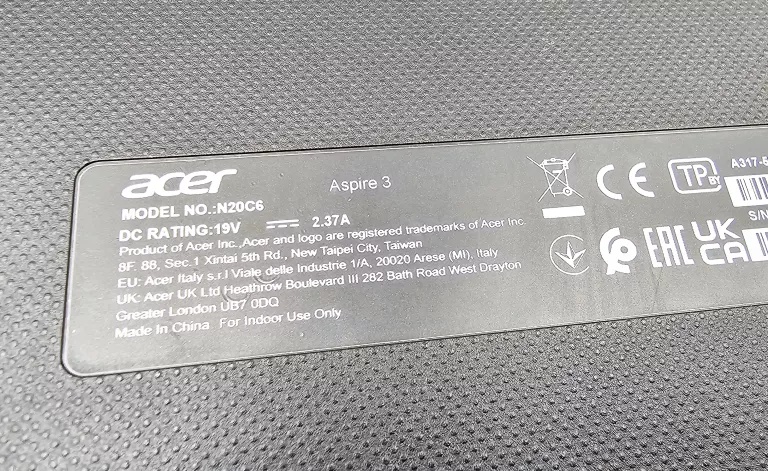 acer
Aspire 3
MODEL NO.:N20C6
DC RATING:19V 2.37A
Product of Acer Inc.,Acer and logo are registered trademarks of Acer Inc.
8F. 88, Sec.1 Xintai 5th Rd., New Taipei City, Taiwan
EU: Acer Italy s.r.l Viale delle Industrie 1/A, 20020 Arese (MI), Italy
UK: Acer UK Ltd Heathrow Boulevard III 282 Bath Road West Drayton
Greater London UB7 0DQ
Made In China For Indoor Use Only
CE
TP BY
EAC
UK
CA
A317-5
S/N